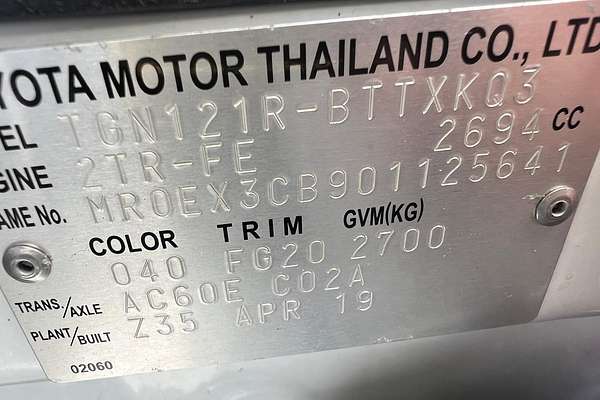 YOTA MOTOR THAILAND CO., LTD
EL TGN121R-BTTXKQ3
GINE 2TR-FE 2694 CC
AME No. MR0EX3CB901125641
COLOR TRIM GVM(KG)
040 FG20 2700
TRANS./AXLE AC60E C02A
PLANT/BUILT Z35 APR 19
02060